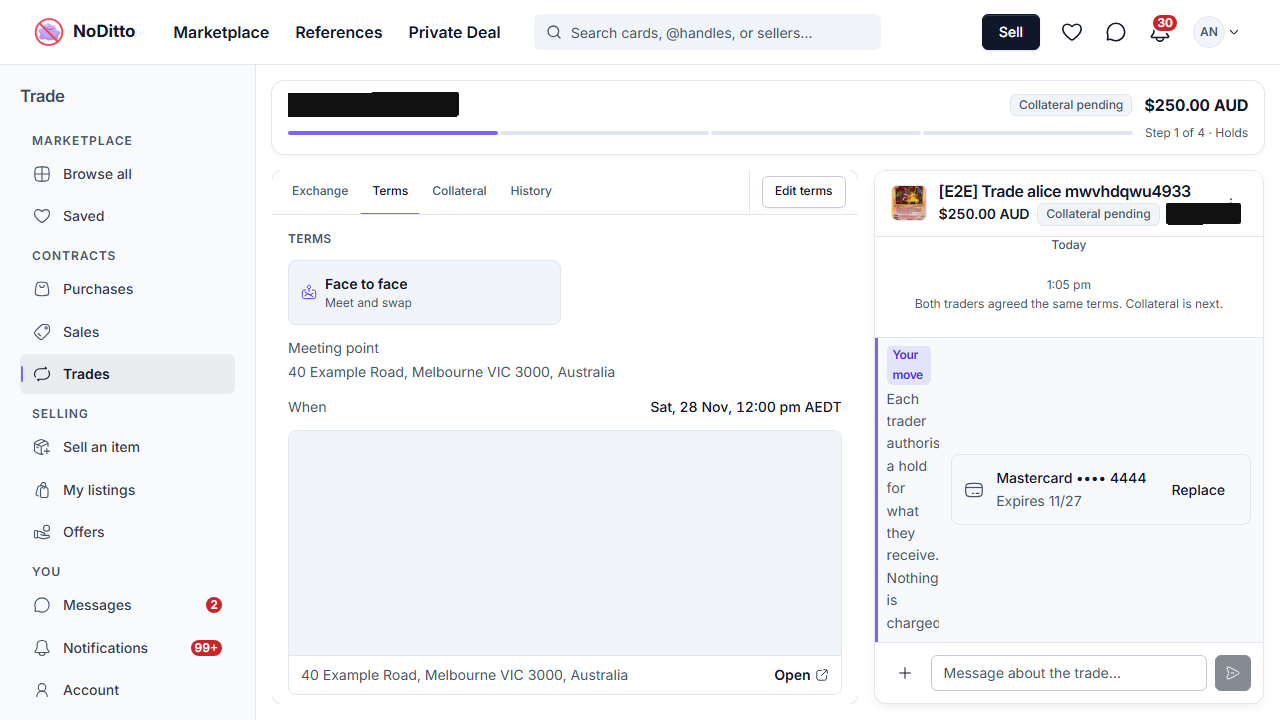 NoDitto
Marketplace
References
Private Deal
Search cards, @handles, or sellers...
Sell
30
AN
Trade
MARKETPLACE
Browse all
Saved
CONTRACTS
Purchases
Sales
Trades
SELLING
Sell an item
My listings
Offers
YOU
Messages
2
Notifications
99+
Account
Collateral pending
$250.00 AUD
Step 1 of 4 · Holds
Exchange
Terms
Collateral
History
Edit terms
TERMS
Face to face
Meet and swap
Meeting point
40 Example Road, Melbourne VIC 3000, Australia
When
Sat, 28 Nov, 12:00 pm AEDT
40 Example Road, Melbourne VIC 3000, Australia
Open
[E2E] Trade alice mwvhdqwu4933
$250.00 AUD
Collateral pending
Today
1:05 pm
Both traders agreed the same terms. Collateral is next.
Your
move
Each
trader
authoris
a hold
for
what
they
receive.
Nothing
is
charged
Mastercard •••• 4444
Expires 11/27
Replace
Message about the trade...